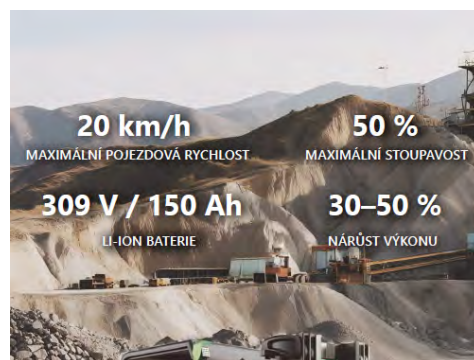 20 km/h
MAXIMÁLNÍ POJEZDOVÁ RYCHLOST
50 %
MAXIMÁLNÍ STOUPAVOST
309 V / 150 Ah
LI-ION BATERIE
30–50 %
NÁRŮST VÝKONU